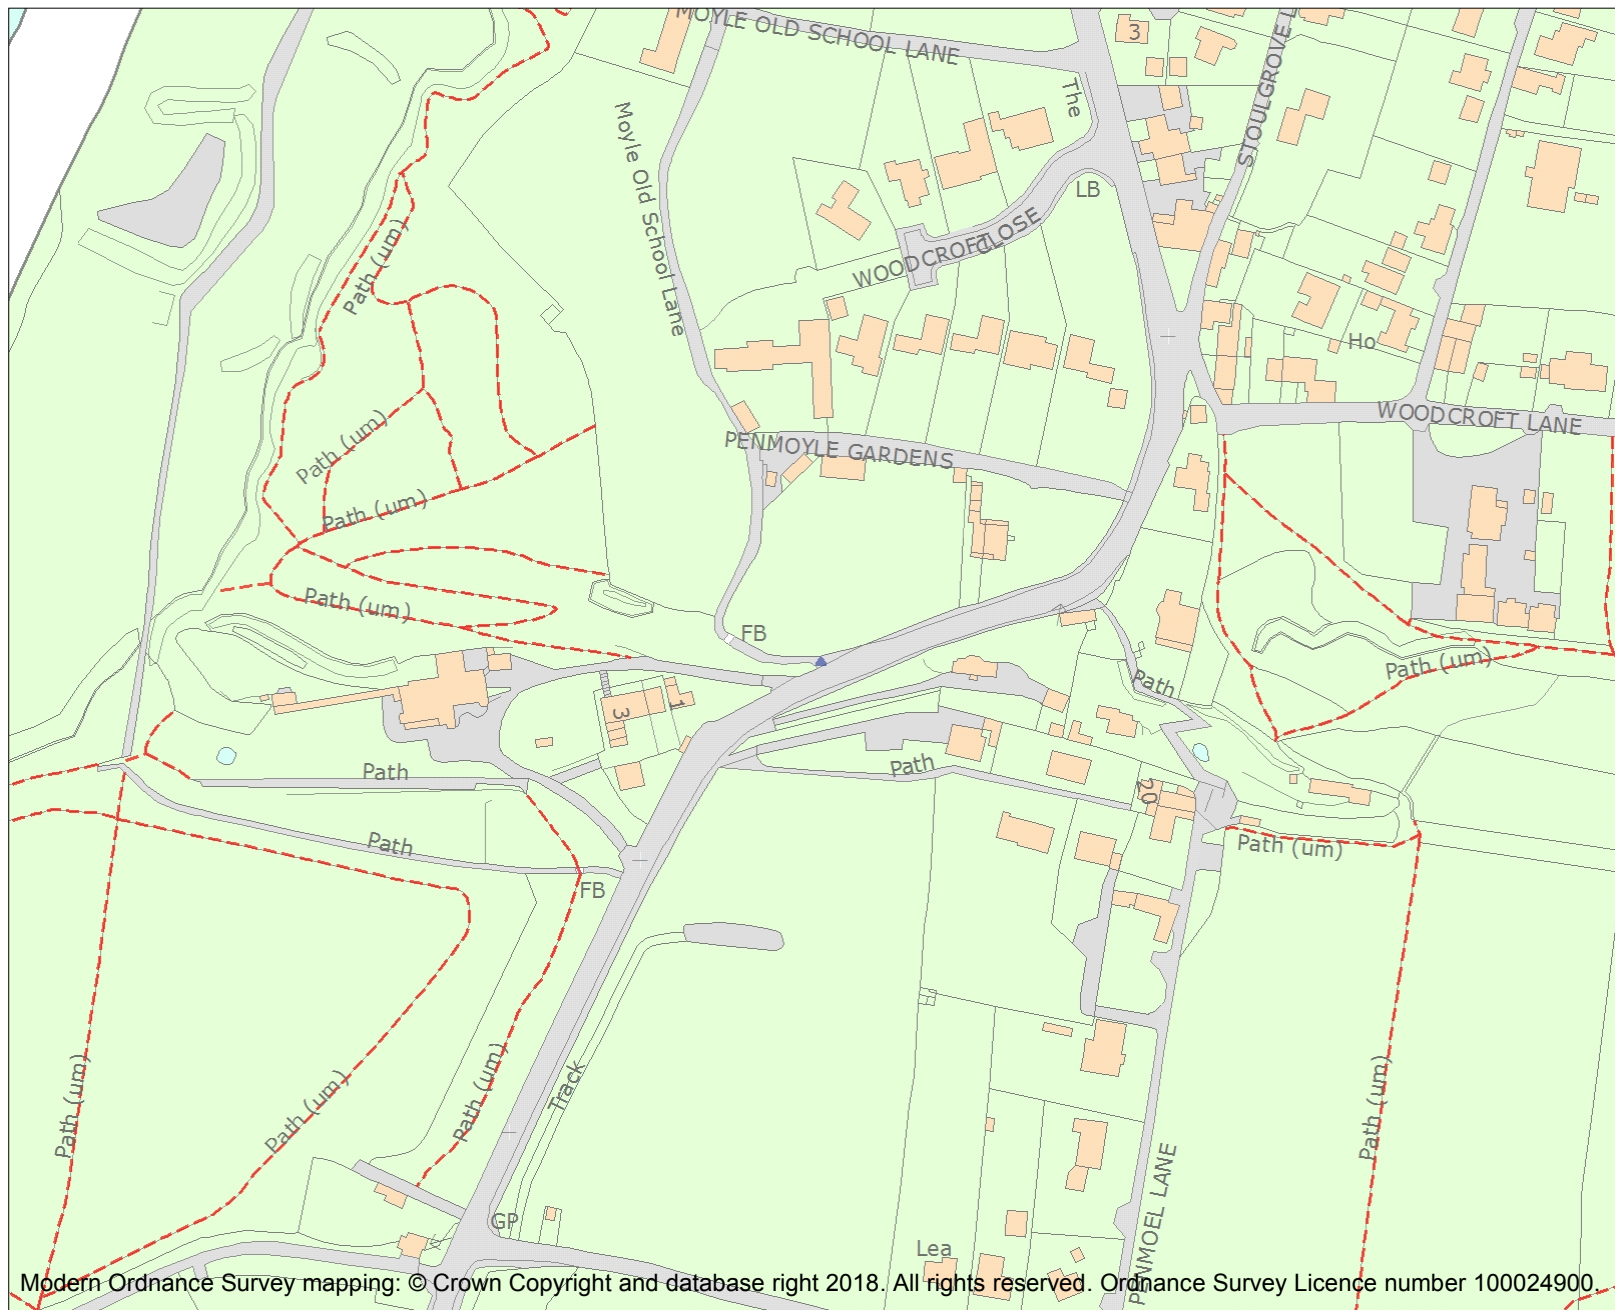 MOYLE OLD SCHOOL LANE
3
STOULGROVE L
The
Moyle Old School Lane
LB
Path (um)
WOODCROFT CLOSE
Ho
WOODCROFT LANE
PENMOYLE GARDENS
Path (um)
Path (um)
Path (um)
FB
Path (um)
Path
3
1
Path
Path
20
Path
Path (um)
FB
Path (um)
Path (um)
Path (um)
Track
Path (um)
PENMOEL LANE
GP
Lea
Modern Ordnance Survey mapping: © Crown Copyright and database right 2018. All rights reserved. Ordnance Survey Licence number 100024900.